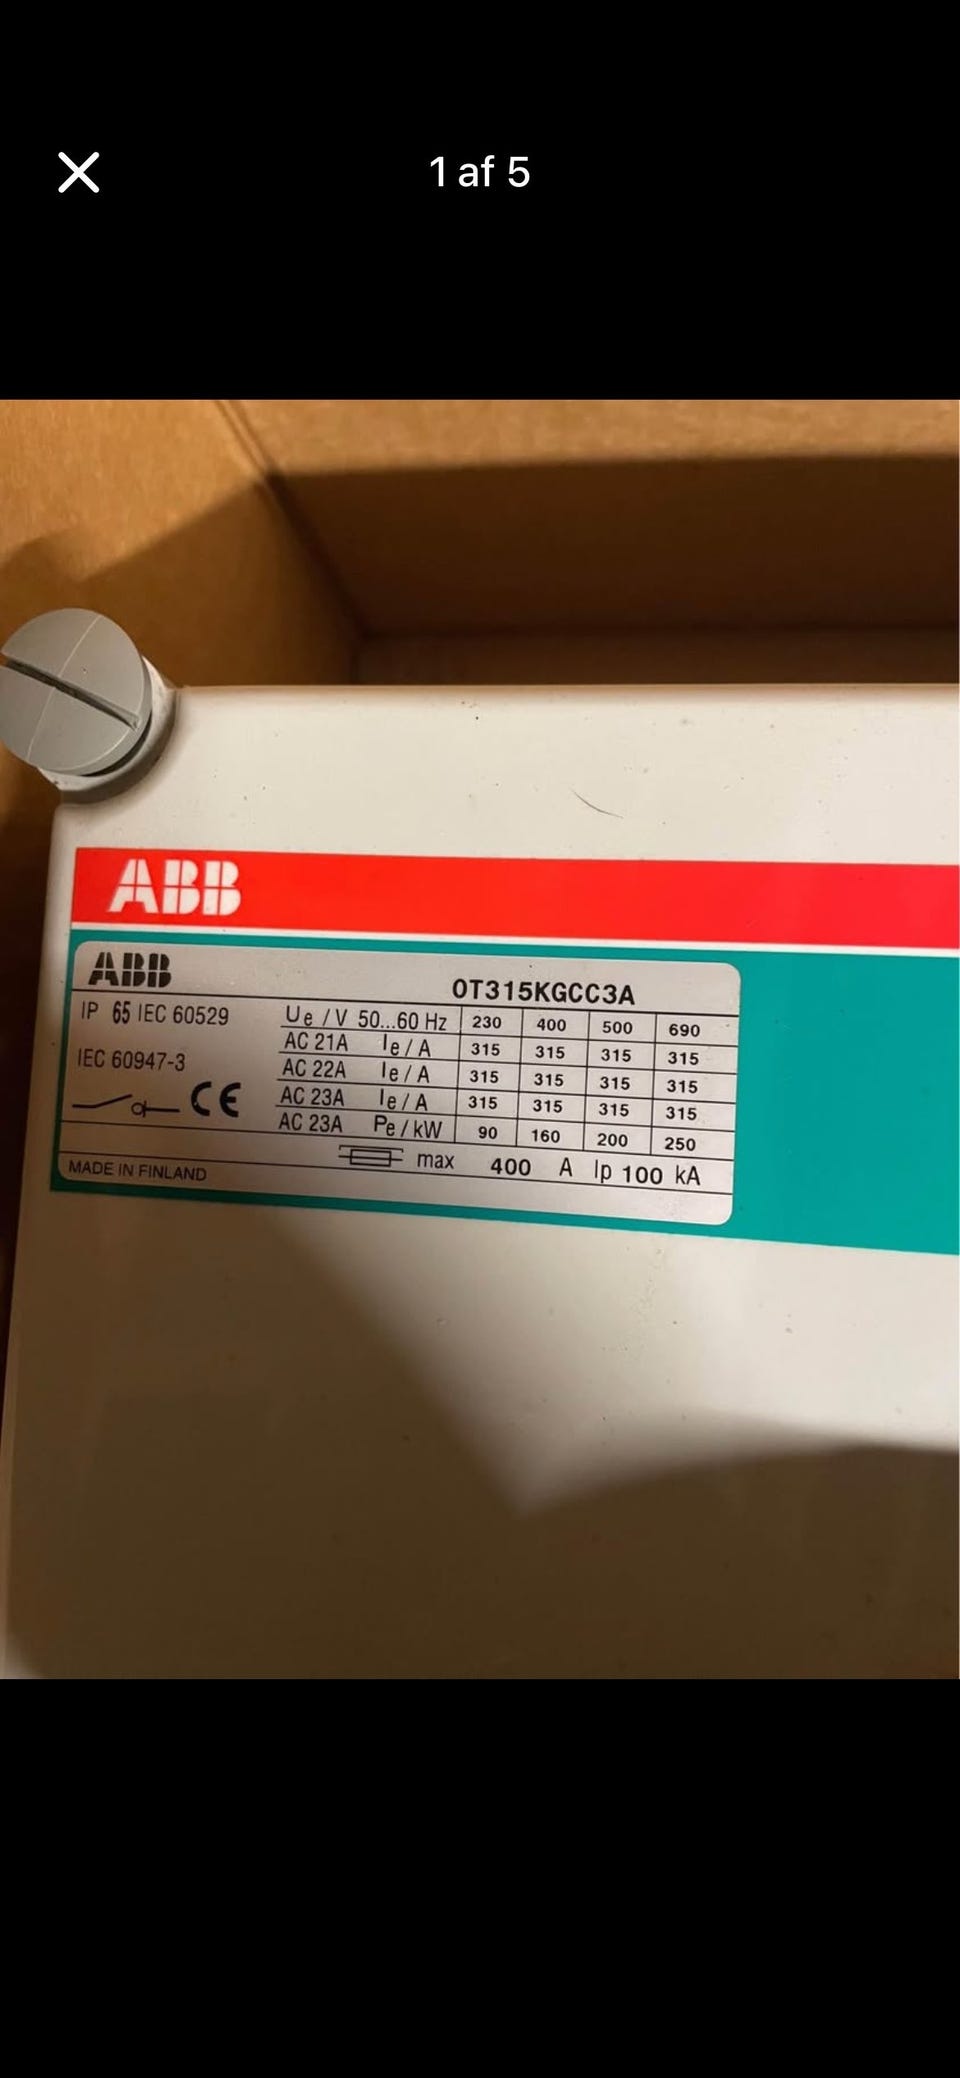 1 af 5
ABB
ABB
OT315KGCC3A
IP 65 IEC 60529
IEC 60947-3
CE
Ue / V 50...60 Hz 230 400 500 690
AC 21A Ie / A 315 315 315 315
AC 22A Ie / A 315 315 315 315
AC 23A Ie / A 315 315 315 315
AC 23A Pe / kW 90 160 200 250
max 400 A Ip 100 kA
MADE IN FINLAND